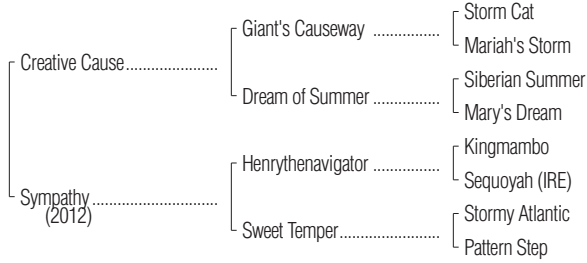 Storm Cat
Giant's Causeway ................
Mariah's Storm
Creative Cause......................
Siberian Summer
Dream of Summer ................
Mary's Dream
Kingmambo
Henrythenavigator ................
Sequoyah (IRE)
Sympathy ..............................
(2012)
Stormy Atlantic
Sweet Temper........................
Pattern Step